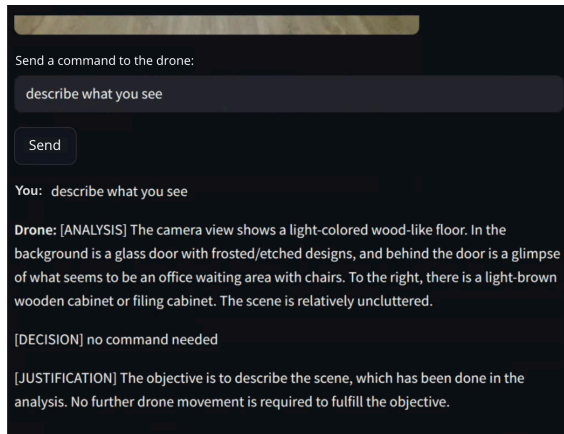 Send a command to the drone:
describe what you see
Send
You: describe what you see
Drone: [ANALYSIS] The camera view shows a light-colored wood-like floor. In the
background is a glass door with frosted/etched designs, and behind the door is a glimpse
of what seems to be an office waiting area with chairs. To the right, there is a light-brown
wooden cabinet or filing cabinet. The scene is relatively uncluttered.
[DECISION] no command needed
[JUSTIFICATION] The objective is to describe the scene, which has been done in the
analysis. No further drone movement is required to fulfill the objective.